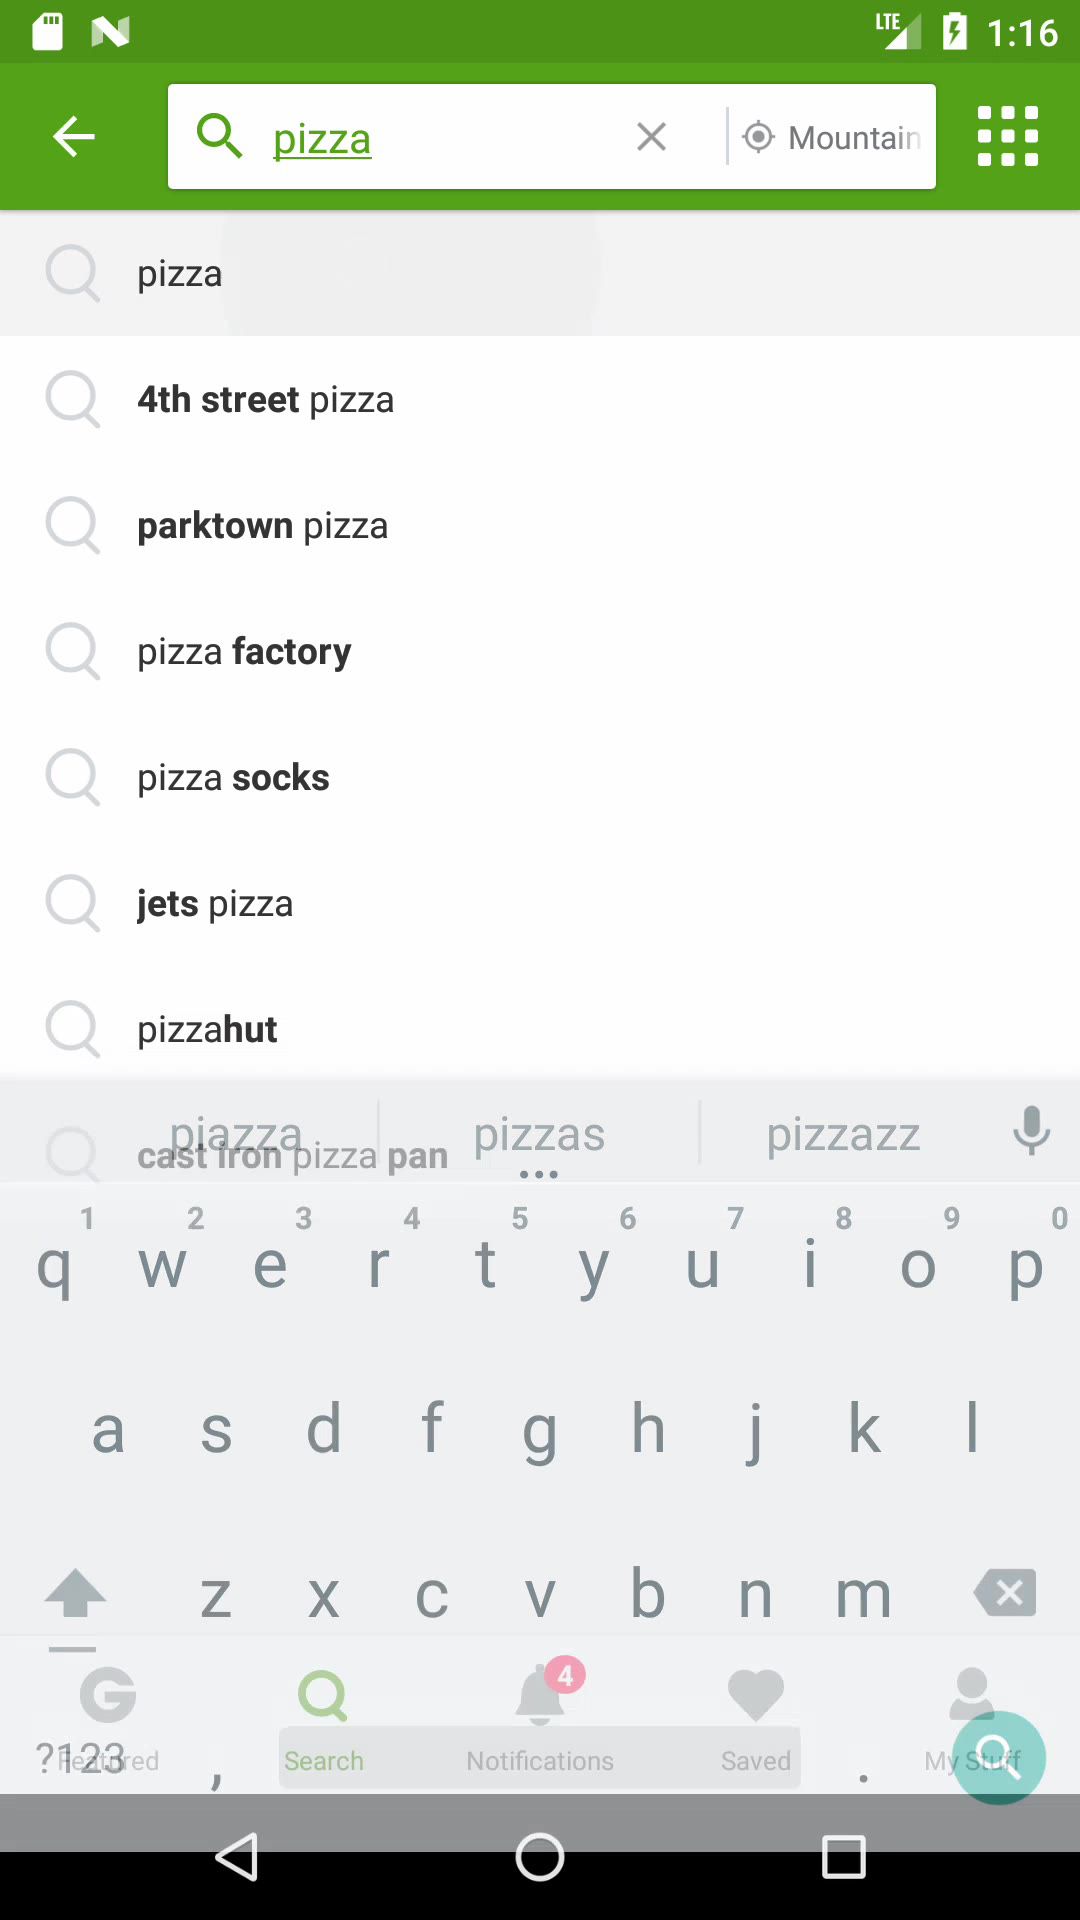 LTE 1:16
pizza Mountain
pizza
4th street pizza
parktown pizza
pizza factory
pizza socks
jets pizza
pizzahut
piazza pizzas pizzazz
cast iron pizza pan
1 2 3 4 5 6 7 8 9 0
q w e r t y u i o p
a s d f g h j k l
z x c v b n m
4
?123 , .
Featured Search Notifications Saved My Stuff